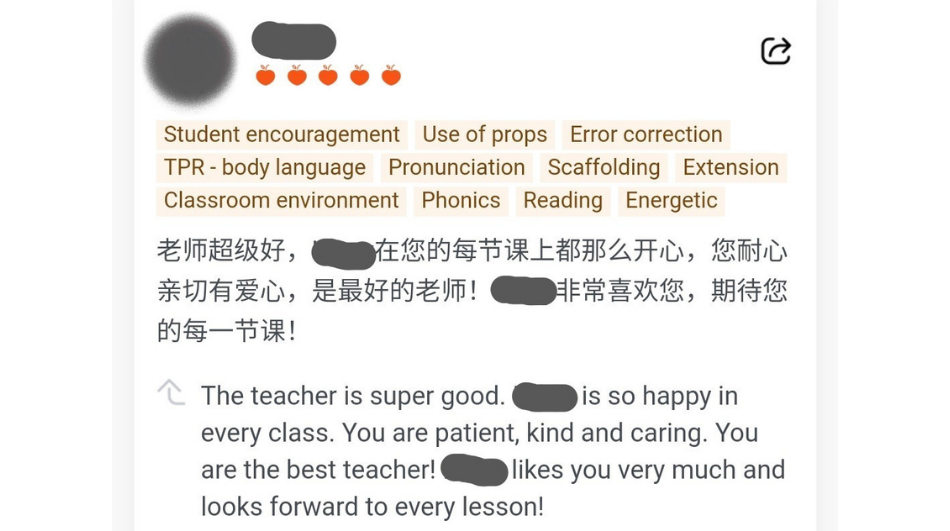 Student encouragement Use of props Error correction
TPR - body language Pronunciation Scaffolding Extension
Classroom environment Phonics Reading Energetic
老师超级好，在您的每节课上都那么开心，您耐心
亲切有爱心，是最好的老师！非常喜欢您，期待您
的每一节课！
The teacher is super good. is so happy in
every class. You are patient, kind and caring. You
are the best teacher! likes you very much and
looks forward to every lesson!